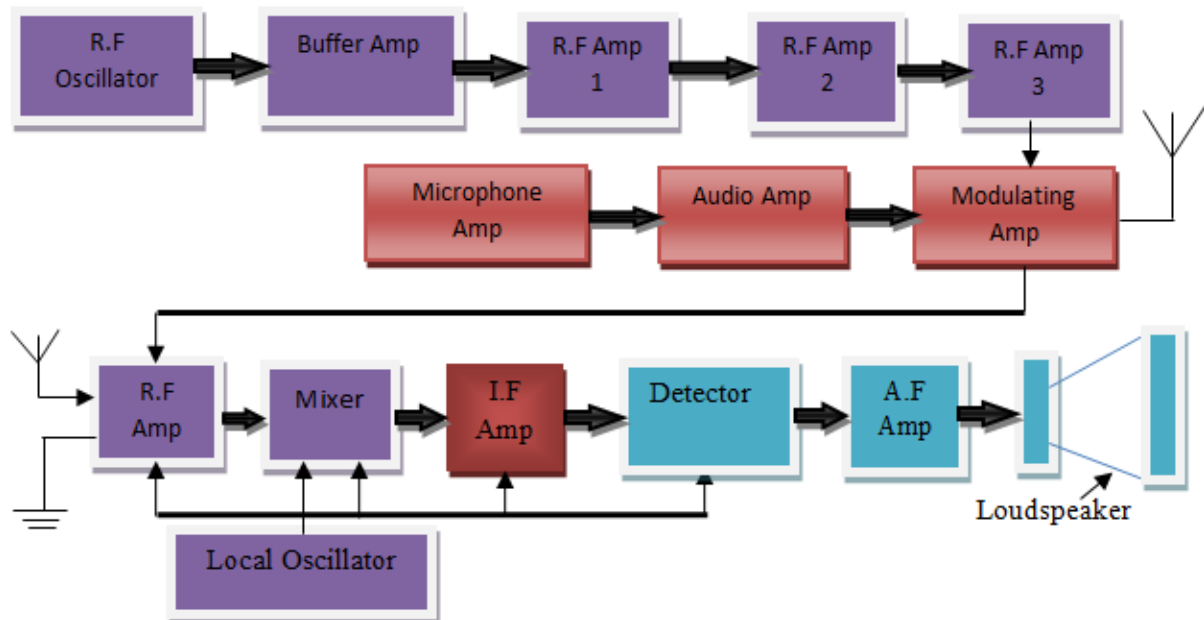 R.F
Oscillator
Buffer Amp
R.F Amp
1
R.F Amp
2
R.F Amp
3
Microphone
Amp
Audio Amp
Modulating
Amp
R.F
Amp
Mixer
I.F
Amp
Detector
A.F
Amp
Loudspeaker
Local Oscillator